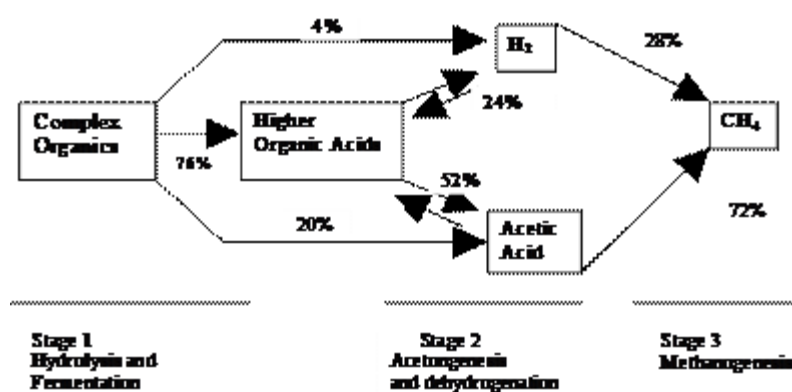 4%
H₂
28%
24%
Complex
Organics
Higher
Organic Acids
CH₄
76%
52%
20%
Acetic
Acid
72%
Stage 1
Hydrolysis and
Fermentation
Stage 2
Acetongenesis
and dehydrogenation
Stage 3
Methanogenesis